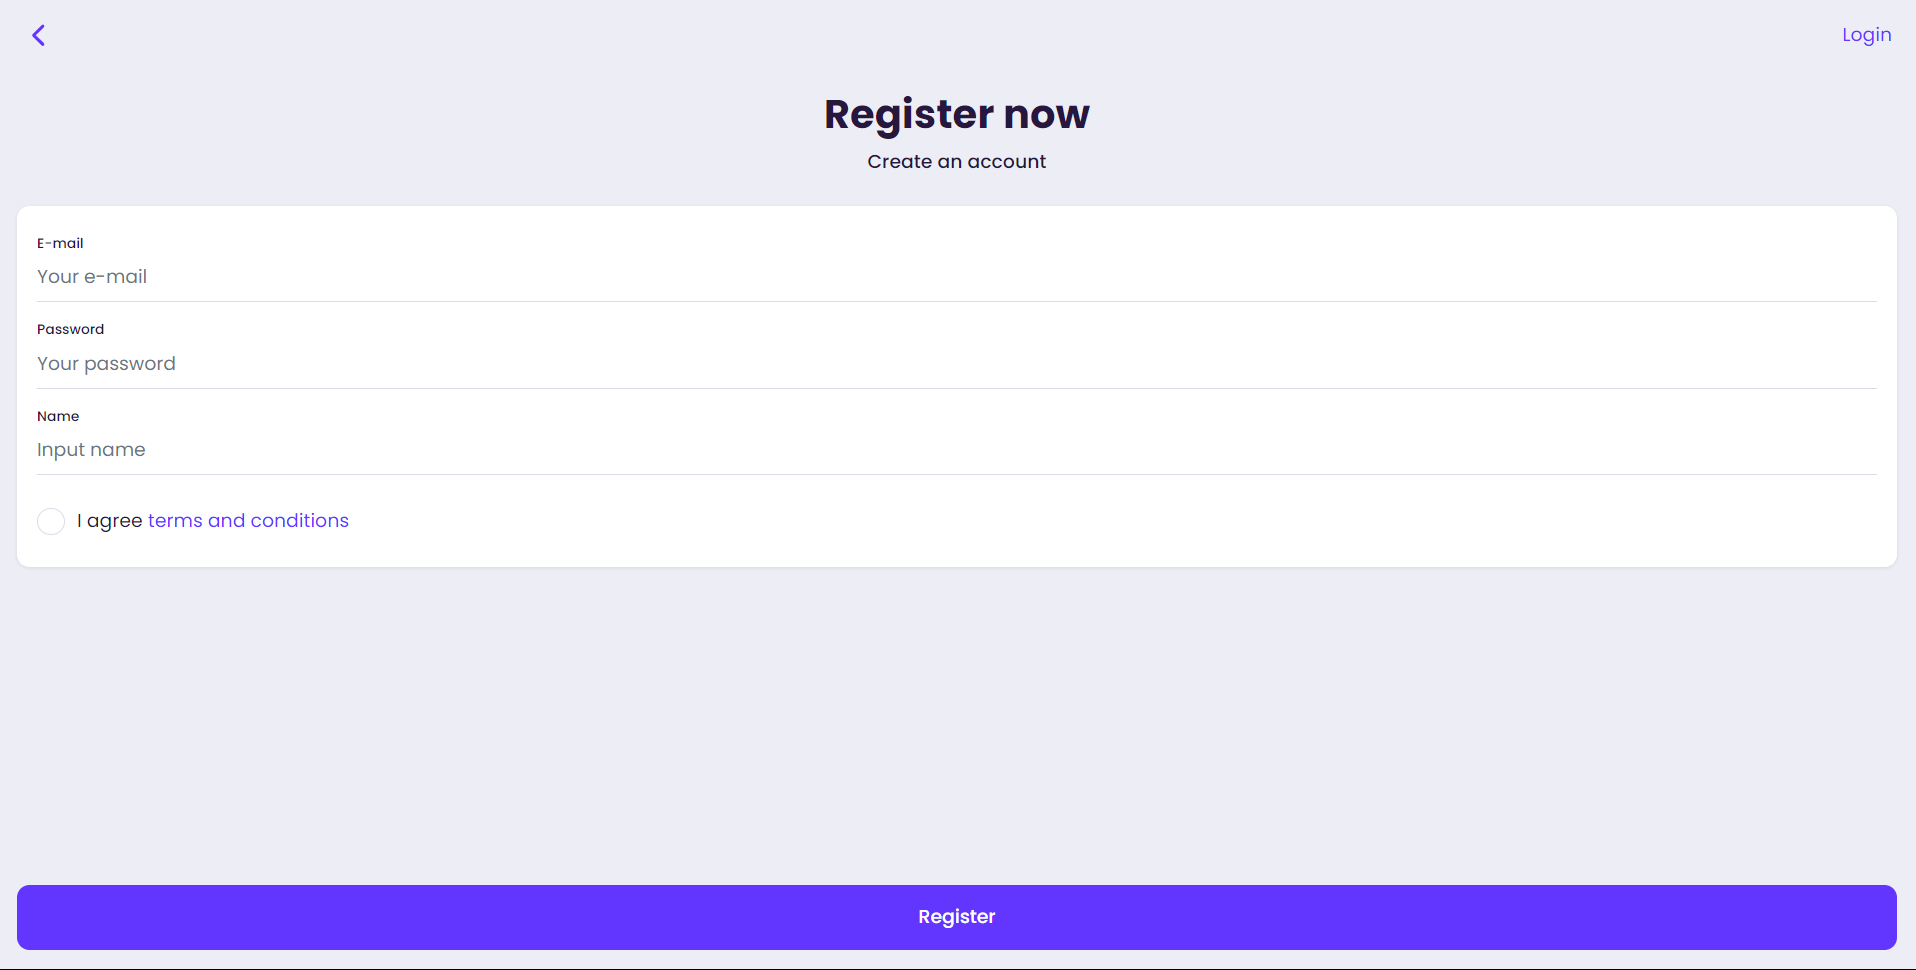 Login
Register now
Create an account
E-mail
Your e-mail
Password
Your password
Name
Input name
I agree terms and conditions
Register